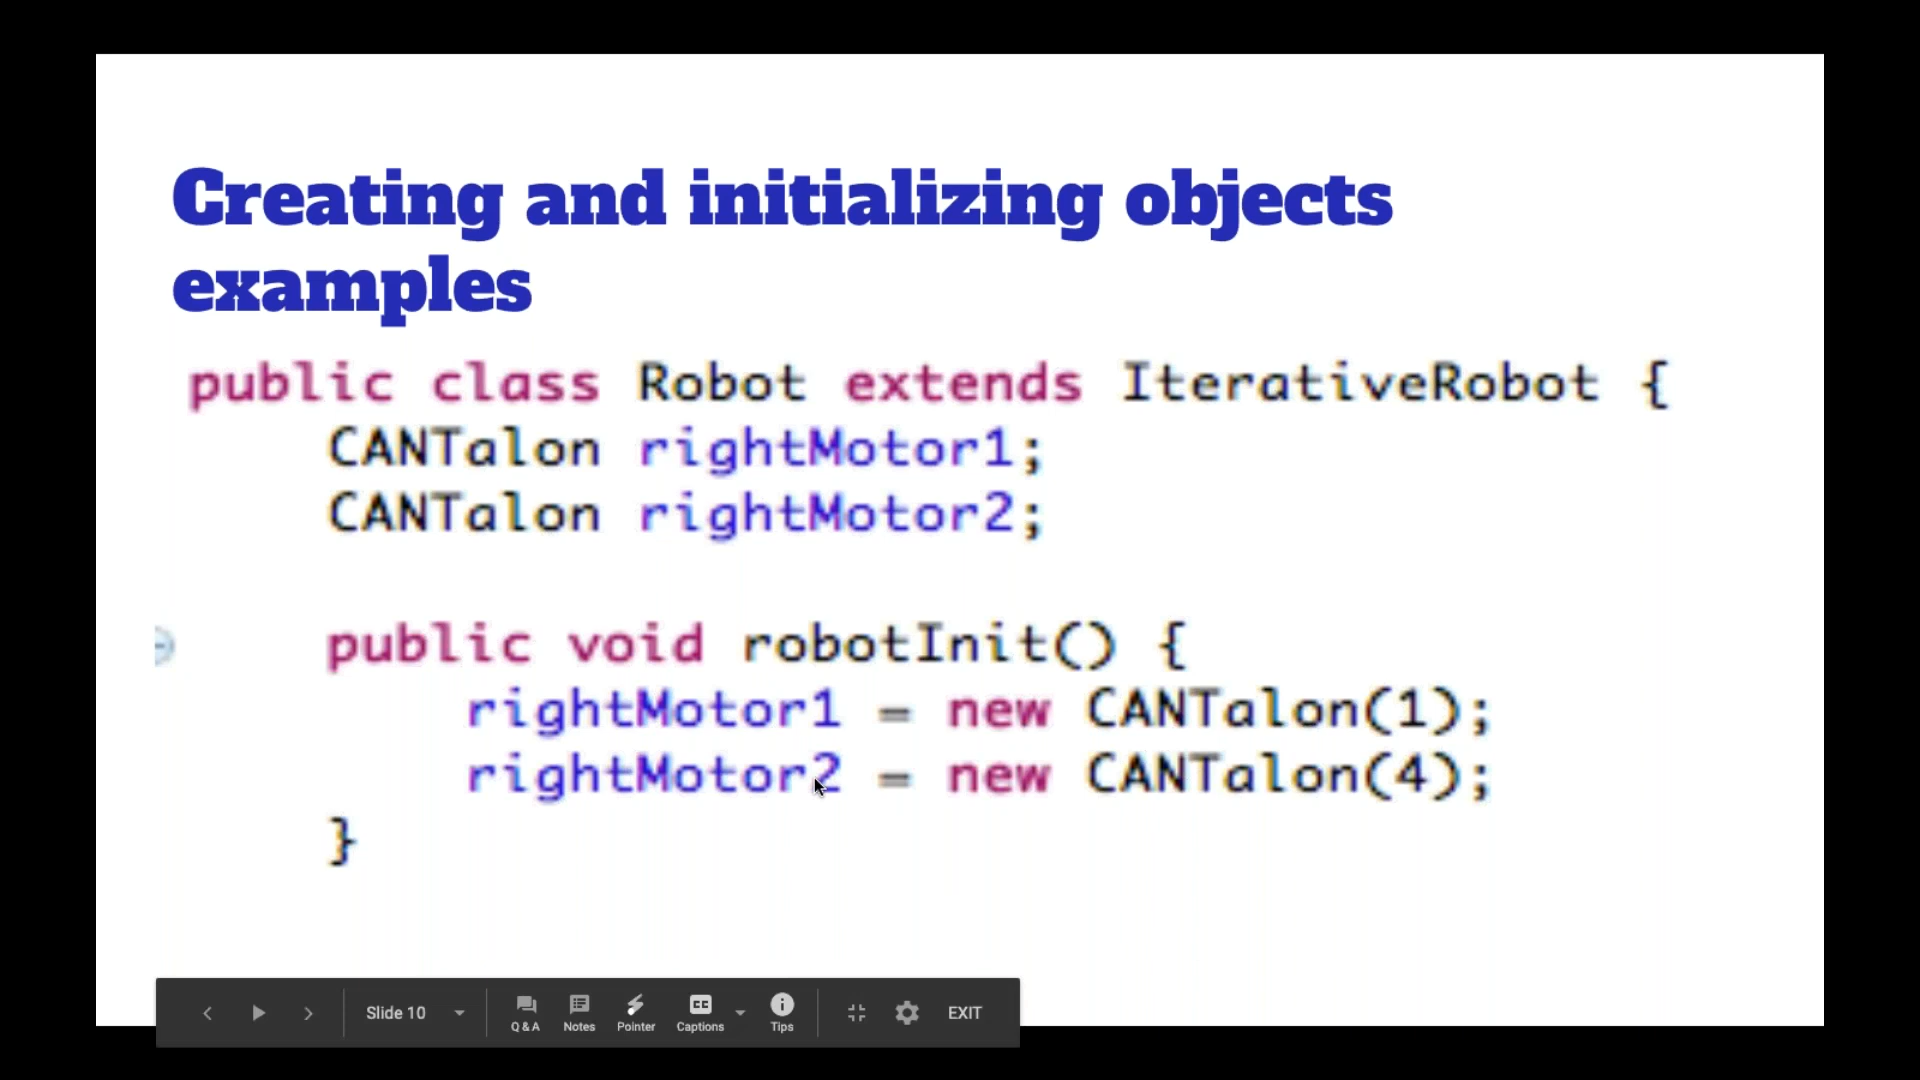 Creating and initializing objects
examples
public class Robot extends IterativeRobot {
CANTalon rightMotor1;
CANTalon rightMotor2;
public void robotInit() {
rightMotor1 = new CANTalon(1);
rightMotor2 = new CANTalon(4);
}
Slide 10
Q & A
Notes
Pointer
CC
Captions
Tips
EXIT